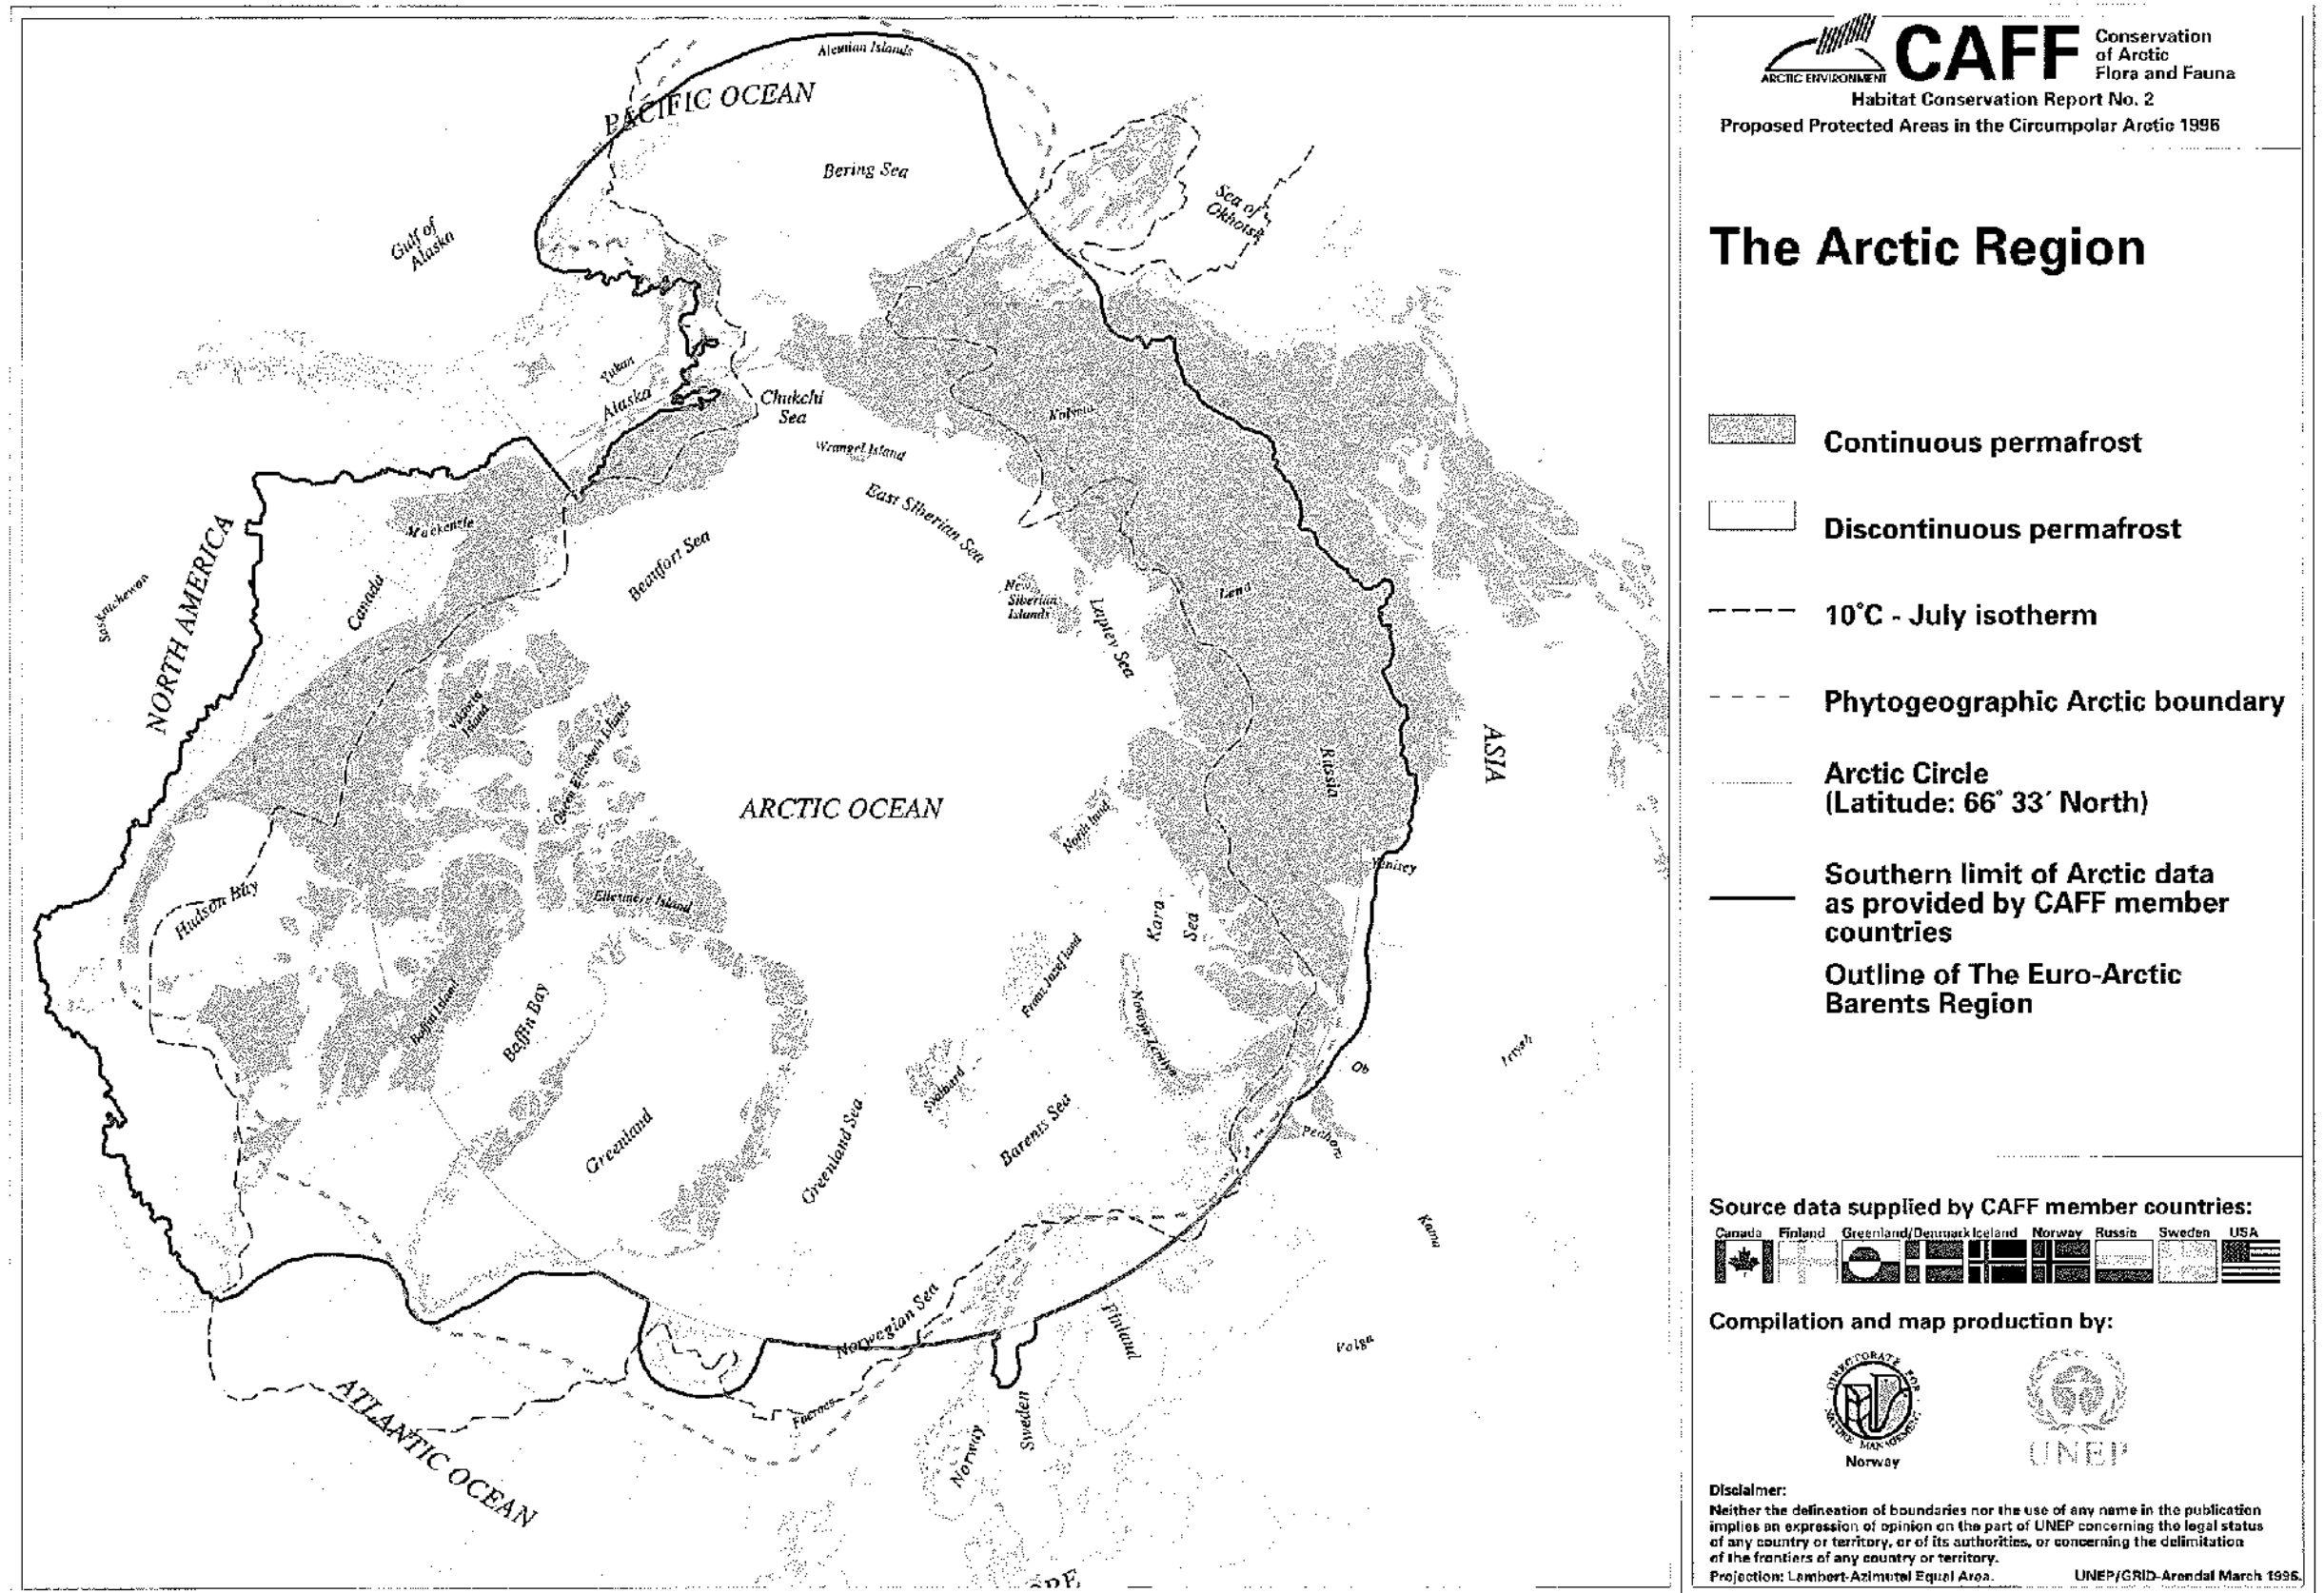 Aleutian Islands
PACIFIC OCEAN
Bering Sea
Sea of
Okhotsk
Gulf of
Alaska
Yukon
Alaska
Chukchi
Sea
Kolyma
Wrangel Island
East Siberian Sea
Mackenzie
NORTH AMERICA
Beaufort Sea
Saskatchewan
Canada
New
Siberian
Islands
Laptev Sea
Lena
Victoria
Island
Queen Elizabeth Islands
Russia
ASIA
ARCTIC OCEAN
North land
Yenisey
Hudson Bay
Ellesmere Island
Kara
Sea
Franz Josef land
Baffin Island
Baffin Bay
Novaya Zemlya
Irtysh
Ob
Svalbard
Greenland
Greenland Sea
Barents Sea
Pechora
Kama
Norwegian Sea
Finland
Volga
Faeroes
ATLANTIC OCEAN
Norway
Sweden
ARCTIC ENVIRONMENT
CAFF
Conservation
of Arctic
Flora and Fauna
Habitat Conservation Report No. 2
Proposed Protected Areas in the Circumpolar Arctic 1996
The Arctic Region
Continuous permafrost
Discontinuous permafrost
10°C - July isotherm
Phytogeographic Arctic boundary
Arctic Circle
(Latitude: 66° 33´ North)
Southern limit of Arctic data
as provided by CAFF member
countries
Outline of The Euro-Arctic
Barents Region
Source data supplied by CAFF member countries:
Canada Finland Greenland/Denmark Iceland Norway Russia Sweden USA
Compilation and map production by:
DIRECTORATE FOR
NATURE MANAGEMENT
Norway
UNEP
Disclaimer:
Neither the delineation of boundaries nor the use of any name in the publication
implies an expression of opinion on the part of UNEP concerning the legal status
of any country or territory, or of its authorities, or concerning the delimitation
of the frontiers of any country or territory.
Projection: Lambert-Azimutal Equal Area.
UNEP/GRID-Arendal March 1996.